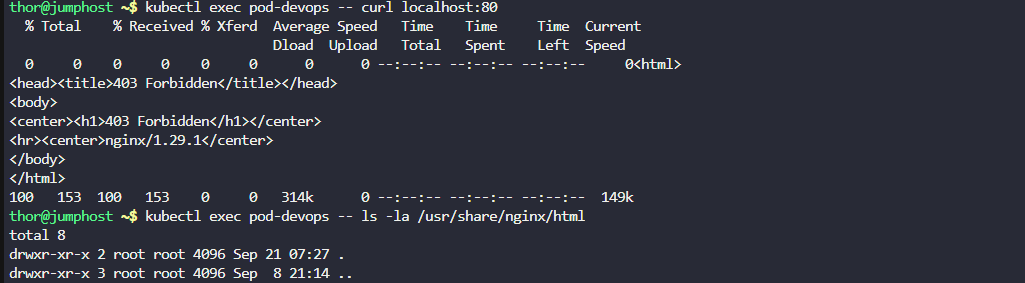 thor@jumphost ~$ kubectl exec pod-devops -- curl localhost:80
  % Total    % Received % Xferd  Average Speed   Time    Time     Time  Current
                                 Dload  Upload   Total   Spent    Left  Speed
  0     0    0     0    0     0      0      0 --:--:-- --:--:-- --:--:--     0<html>
<head><title>403 Forbidden</title></head>
<body>
<center><h1>403 Forbidden</h1></center>
<hr><center>nginx/1.29.1</center>
</body>
</html>
100   153  100   153    0     0   314k      0 --:--:-- --:--:-- --:--:--  149k
thor@jumphost ~$ kubectl exec pod-devops -- ls -la /usr/share/nginx/html
total 8
drwxr-xr-x 2 root root 4096 Sep 21 07:27 .
drwxr-xr-x 3 root root 4096 Sep  8 21:14 ..